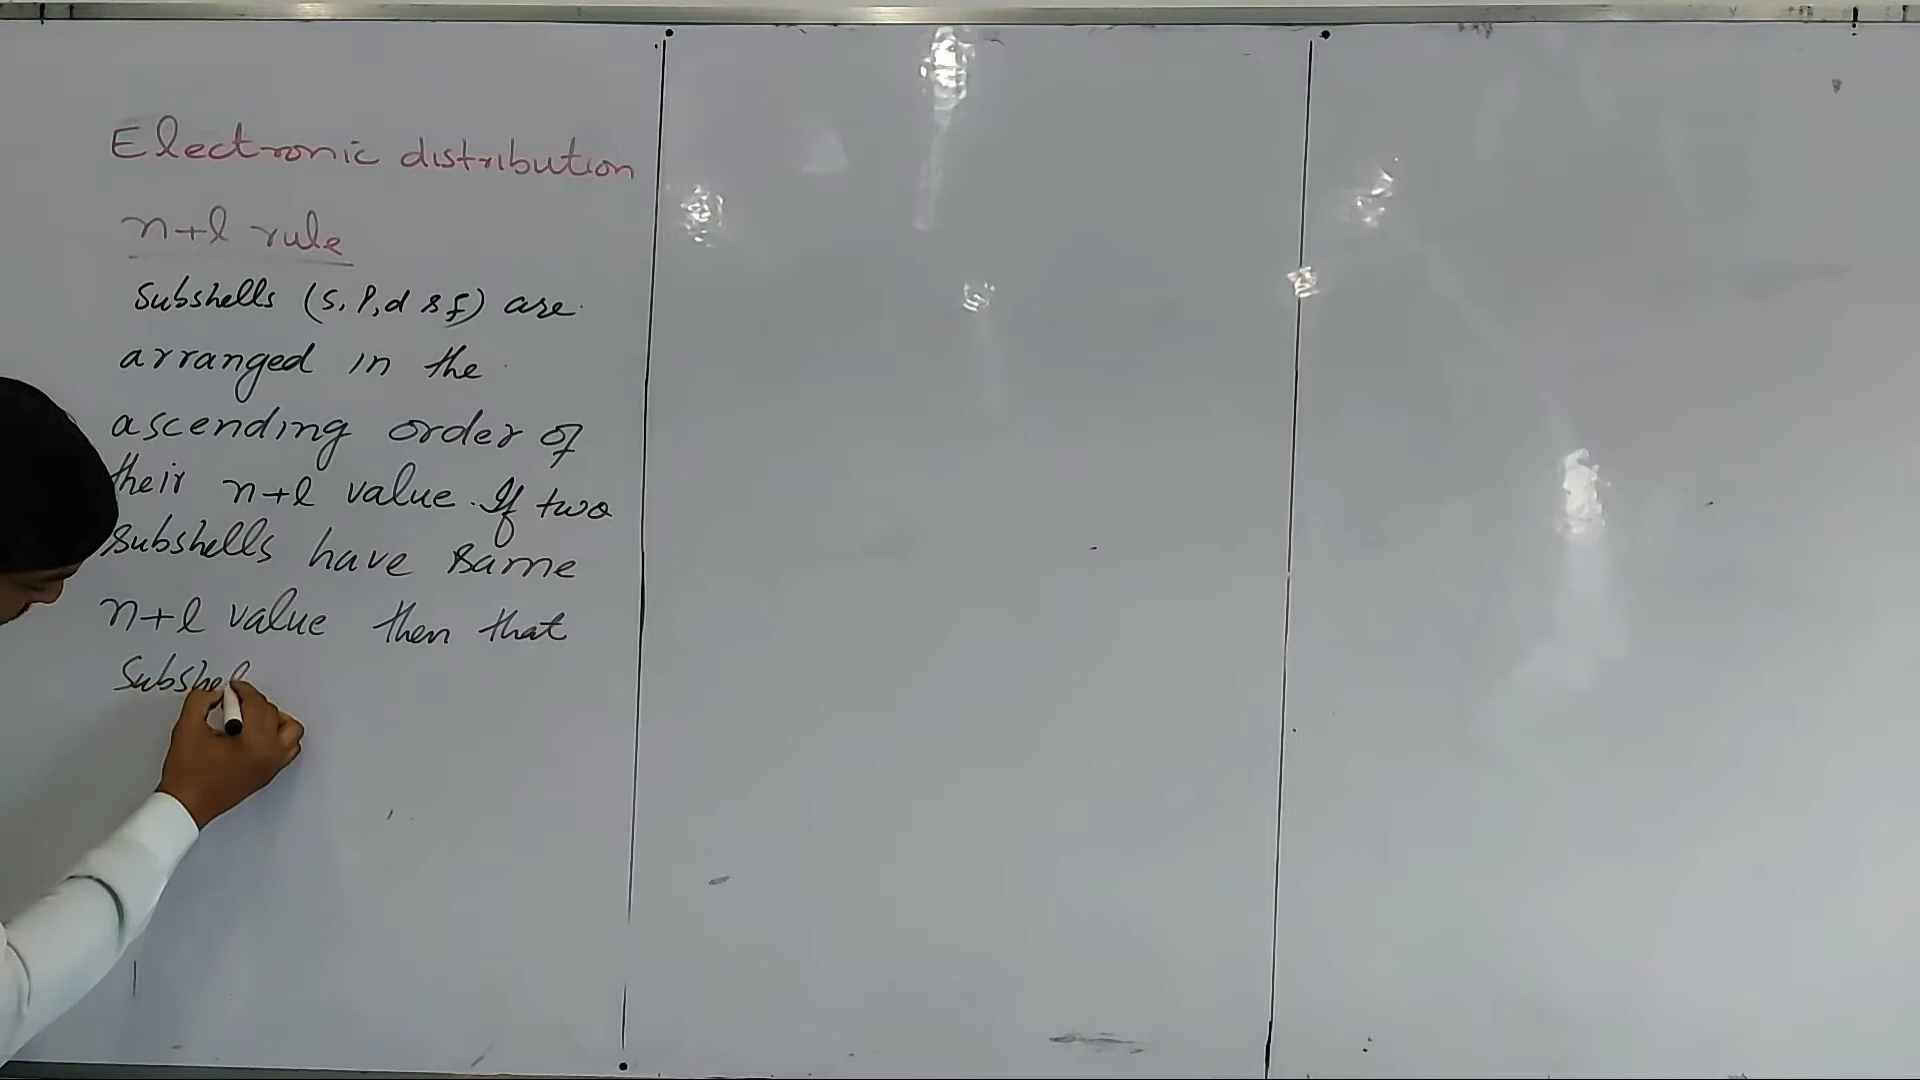 Electronic distribution
n+l rule
Subshells (s, p, d & f) are
arranged in the
ascending order of
their n+l value. If two
subshells have same
n+l value then that
Subshel